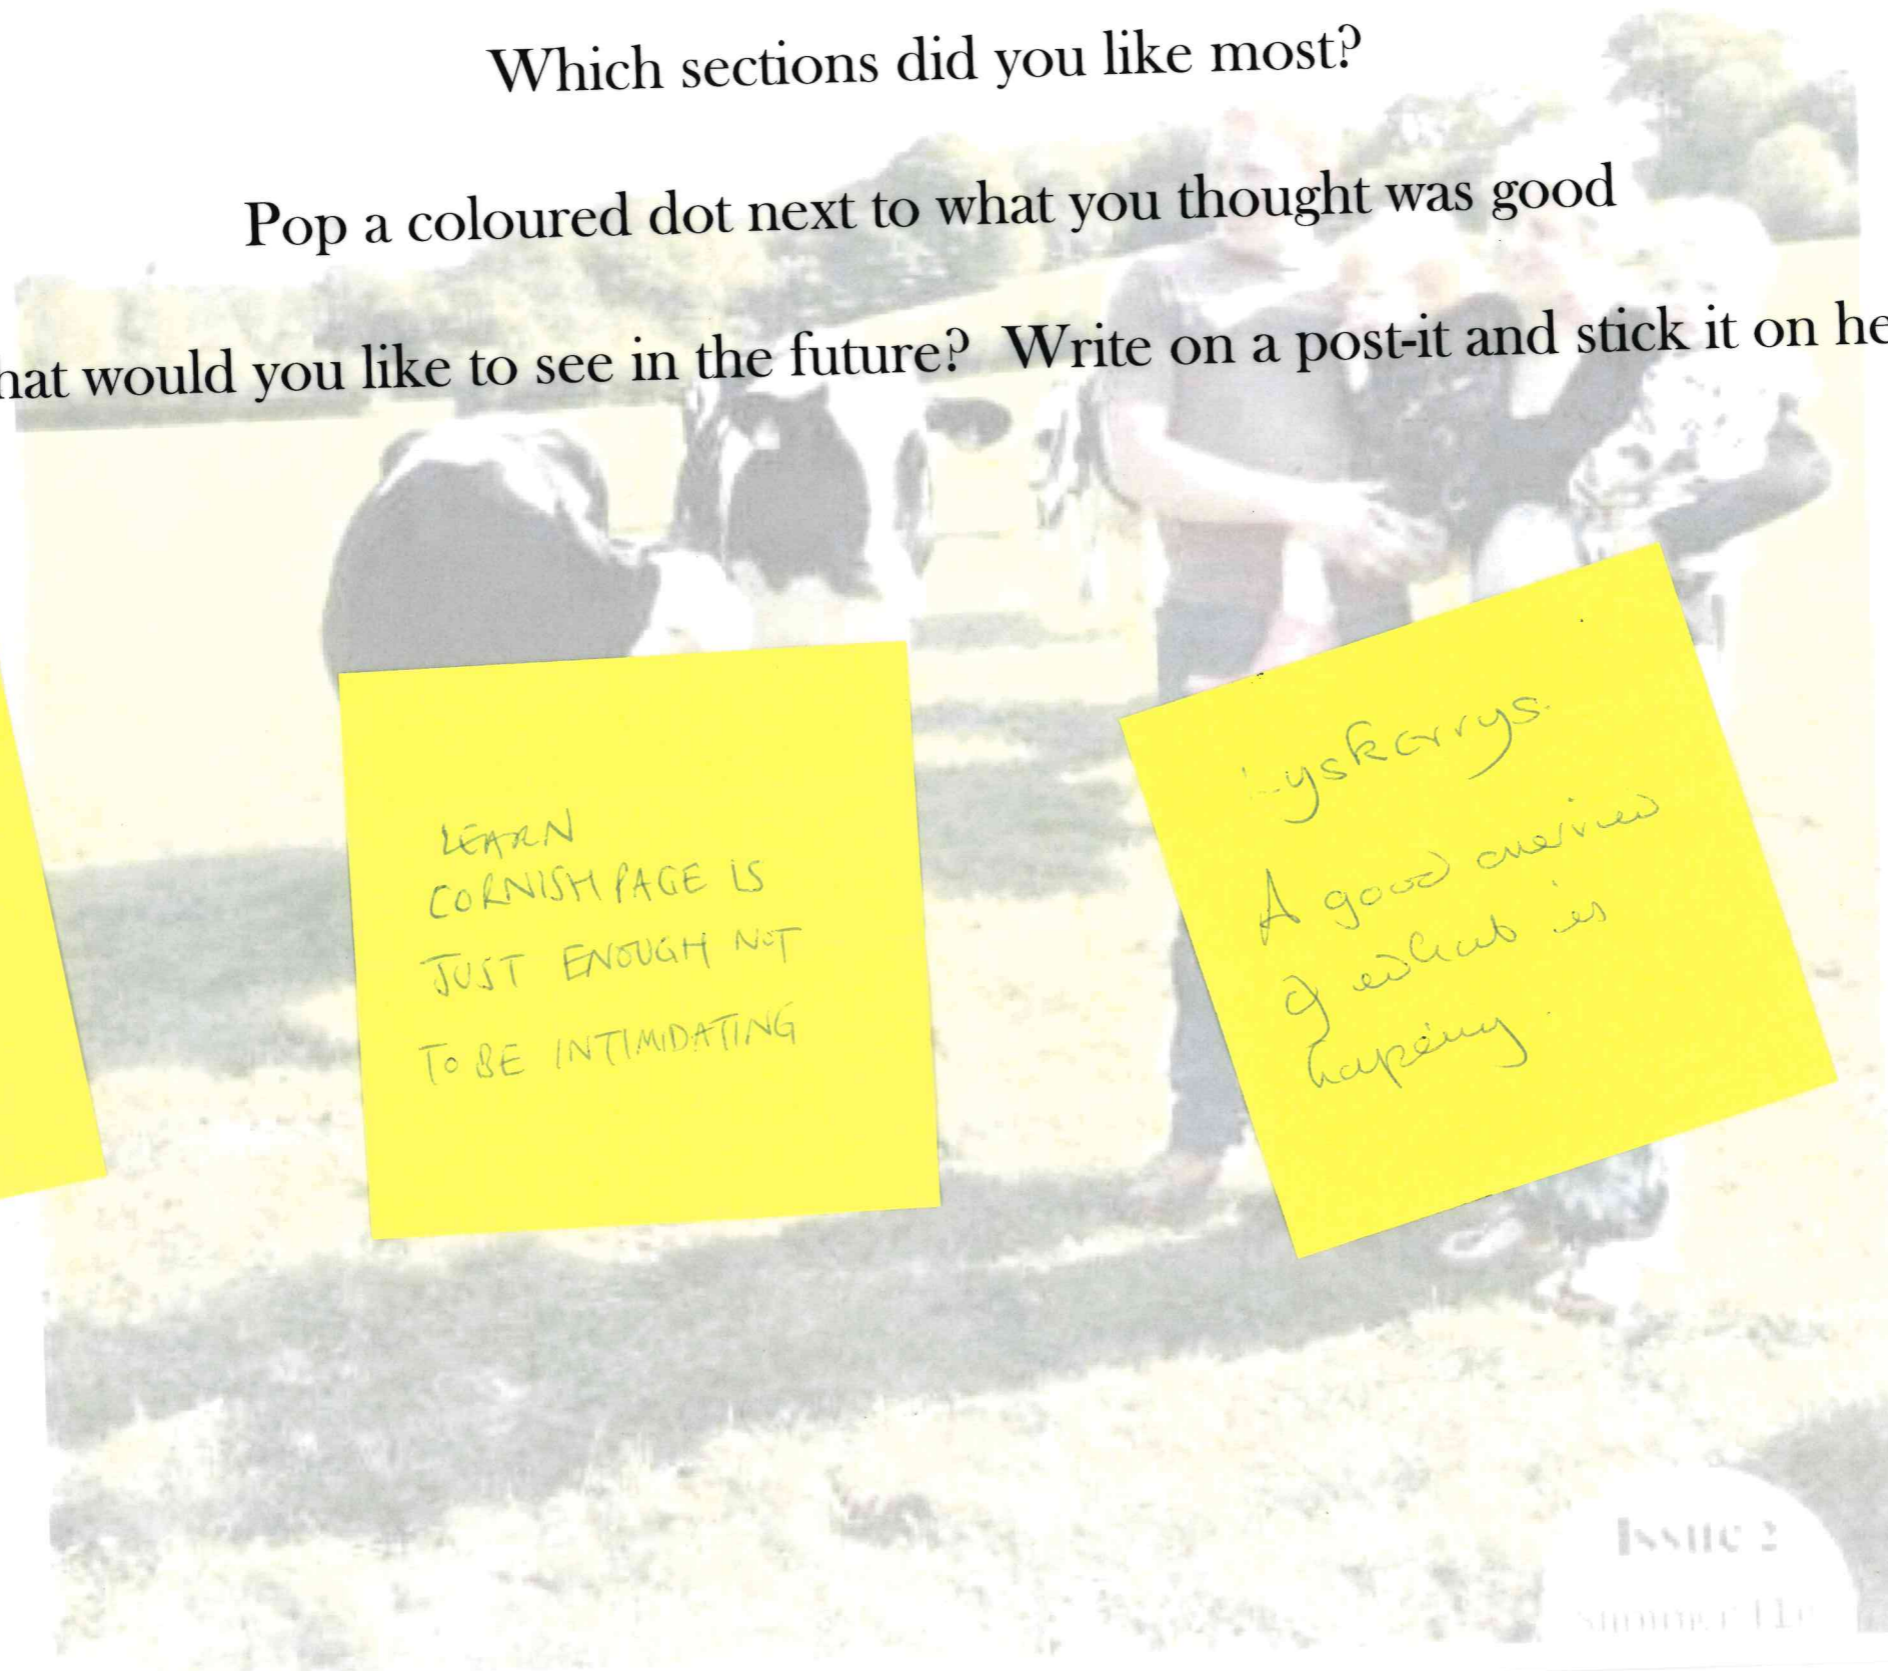 Which sections did you like most?
Pop a coloured dot next to what you thought was good
hat would you like to see in the future? Write on a post-it and stick it on he
LEARN
CORNISH PAGE IS
JUST ENOUGH NOT
TO BE INTIMIDATING
Lyskerrys.
A good overview
of what is
hapening.
Issue 2
Summer